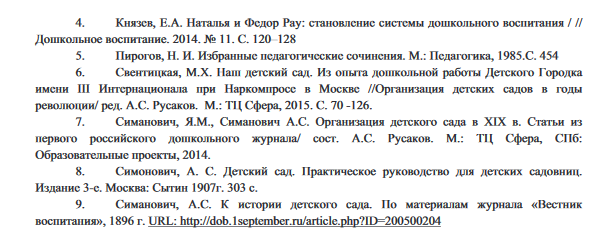 4. Князев, Е.А. Наталья и Федор Рау: становление системы дошкольного воспитания / //
Дошкольное воспитание. 2014. № 11. С. 120–128
5. Пирогов, Н. И. Избранные педагогические сочинения. М.: Педагогика, 1985.С. 454
6. Свентицкая, М.Х. Наш детский сад. Из опыта дошкольной работы Детского Городка
имени III Интернационала при Наркомпросе в Москве //Организация детских садов в годы
революции/ ред. А.С. Русаков. М.: ТЦ Сфера, 2015. С. 70 -126.
7. Симанович, Я.М., Симанович А.С. Организация детского сада в XIX в. Статьи из
первого российского дошкольного журнала/ сост. А.С. Русаков. М.: ТЦ Сфера, СПб:
Образовательные проекты, 2014.
8. Симонович, А. С. Детский сад. Практическое руководство для детских садовниц.
Издание 3-е. Москва: Сытин 1907г. 303 с.
9. Симанович, А.С. К истории детского сада. По материалам журнала «Вестник
воспитания», 1896 г. URL: http://dob.1september.ru/article.php?ID=200500204